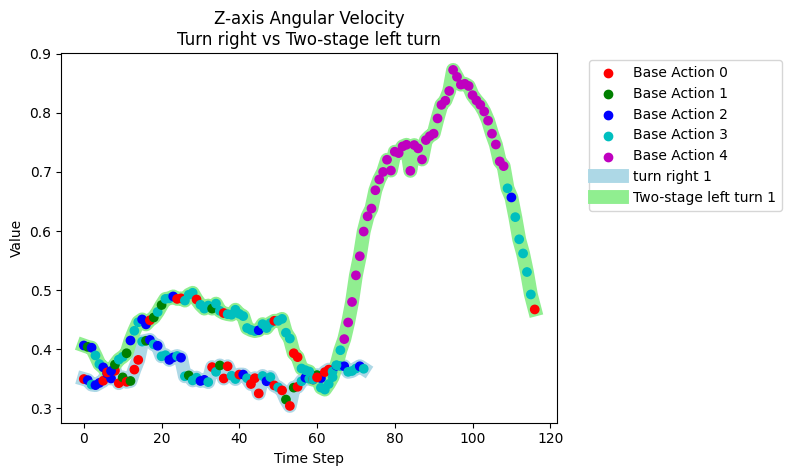 Z-axis Angular Velocity
Turn right vs Two-stage left turn
0.9
0.8
0.7
0.6
0.5
0.4
0.3
Value
0 20 40 60 80 100 120
Time Step
Base Action 0
Base Action 1
Base Action 2
Base Action 3
Base Action 4
turn right 1
Two-stage left turn 1